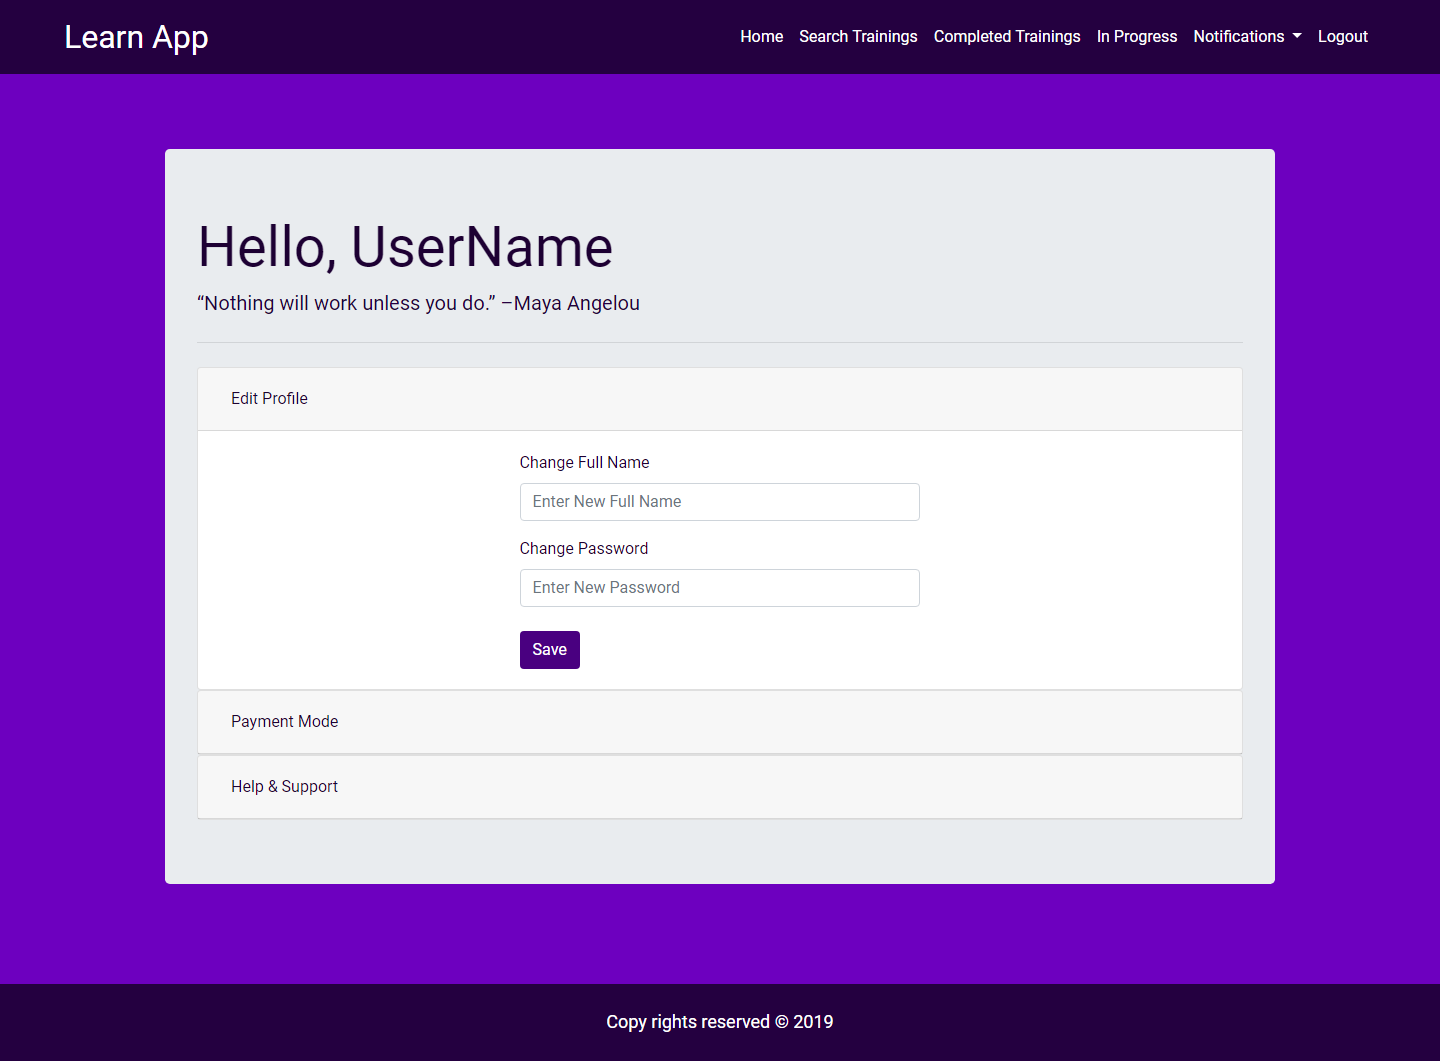 Learn App
Home Search Trainings Completed Trainings In Progress Notifications Logout
Hello, UserName
“Nothing will work unless you do.” –Maya Angelou
Edit Profile
Change Full Name
Enter New Full Name
Change Password
Enter New Password
Save
Payment Mode
Help & Support
Copy rights reserved © 2019